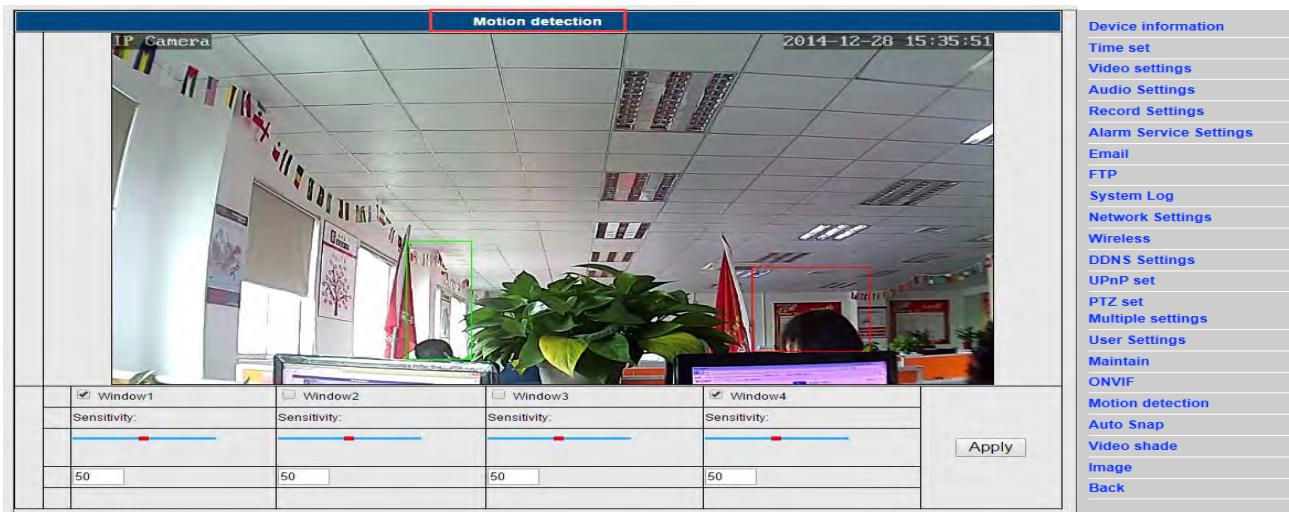 Motion detection
IP Camera
2014-12-28 15:35:51
Window1
Window2
Window3
Window4
Sensitivity:
Sensitivity:
Sensitivity:
Sensitivity:
50
50
50
50
Apply
Device information
Time set
Video settings
Audio Settings
Record Settings
Alarm Service Settings
Email
FTP
System Log
Network Settings
Wireless
DDNS Settings
UPnP set
PTZ set
Multiple settings
User Settings
Maintain
ONVIF
Motion detection
Auto Snap
Video shade
Image
Back